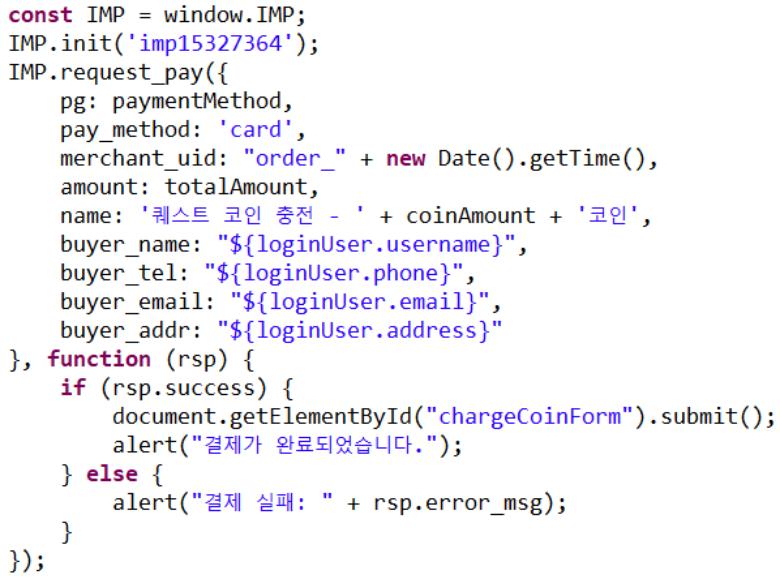 const IMP = window.IMP;
IMP.init('imp15327364');
IMP.request_pay({
    pg: paymentMethod,
    pay_method: 'card',
    merchant_uid: "order_" + new Date().getTime(),
    amount: totalAmount,
    name: '퀘스트 코인 충전 - ' + coinAmount + '코인',
    buyer_name: "${loginUser.username}",
    buyer_tel: "${loginUser.phone}",
    buyer_email: "${loginUser.email}",
    buyer_addr: "${loginUser.address}"
}, function (rsp) {
    if (rsp.success) {
        document.getElementById("chargeCoinForm").submit();
        alert("결제가 완료되었습니다.");
    } else {
        alert("결제 실패: " + rsp.error_msg);
    }
});